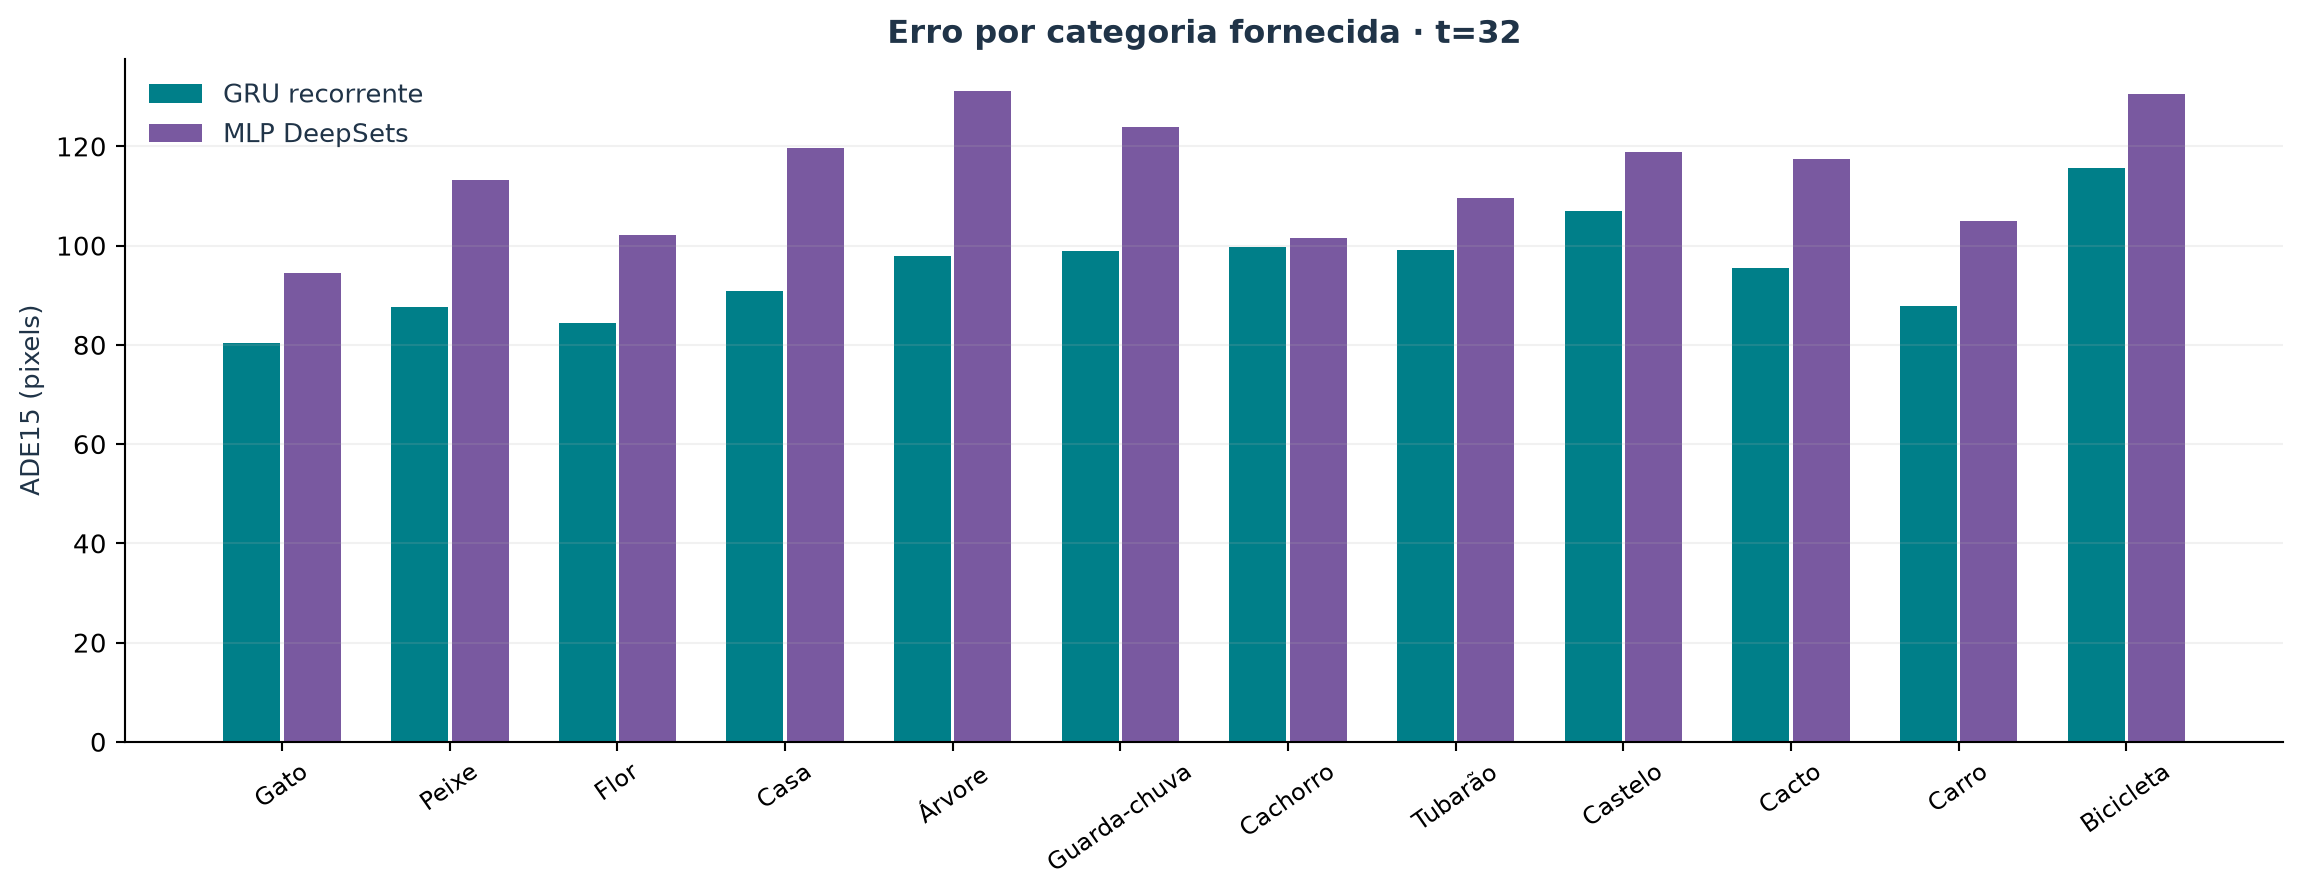 Erro por categoria fornecida · t=32
GRU recorrente
MLP DeepSets
ADE15 (pixels)
120
100
80
60
40
20
0
Gato
Peixe
Flor
Casa
Árvore
Guarda-chuva
Cachorro
Tubarão
Castelo
Cacto
Carro
Bicicleta